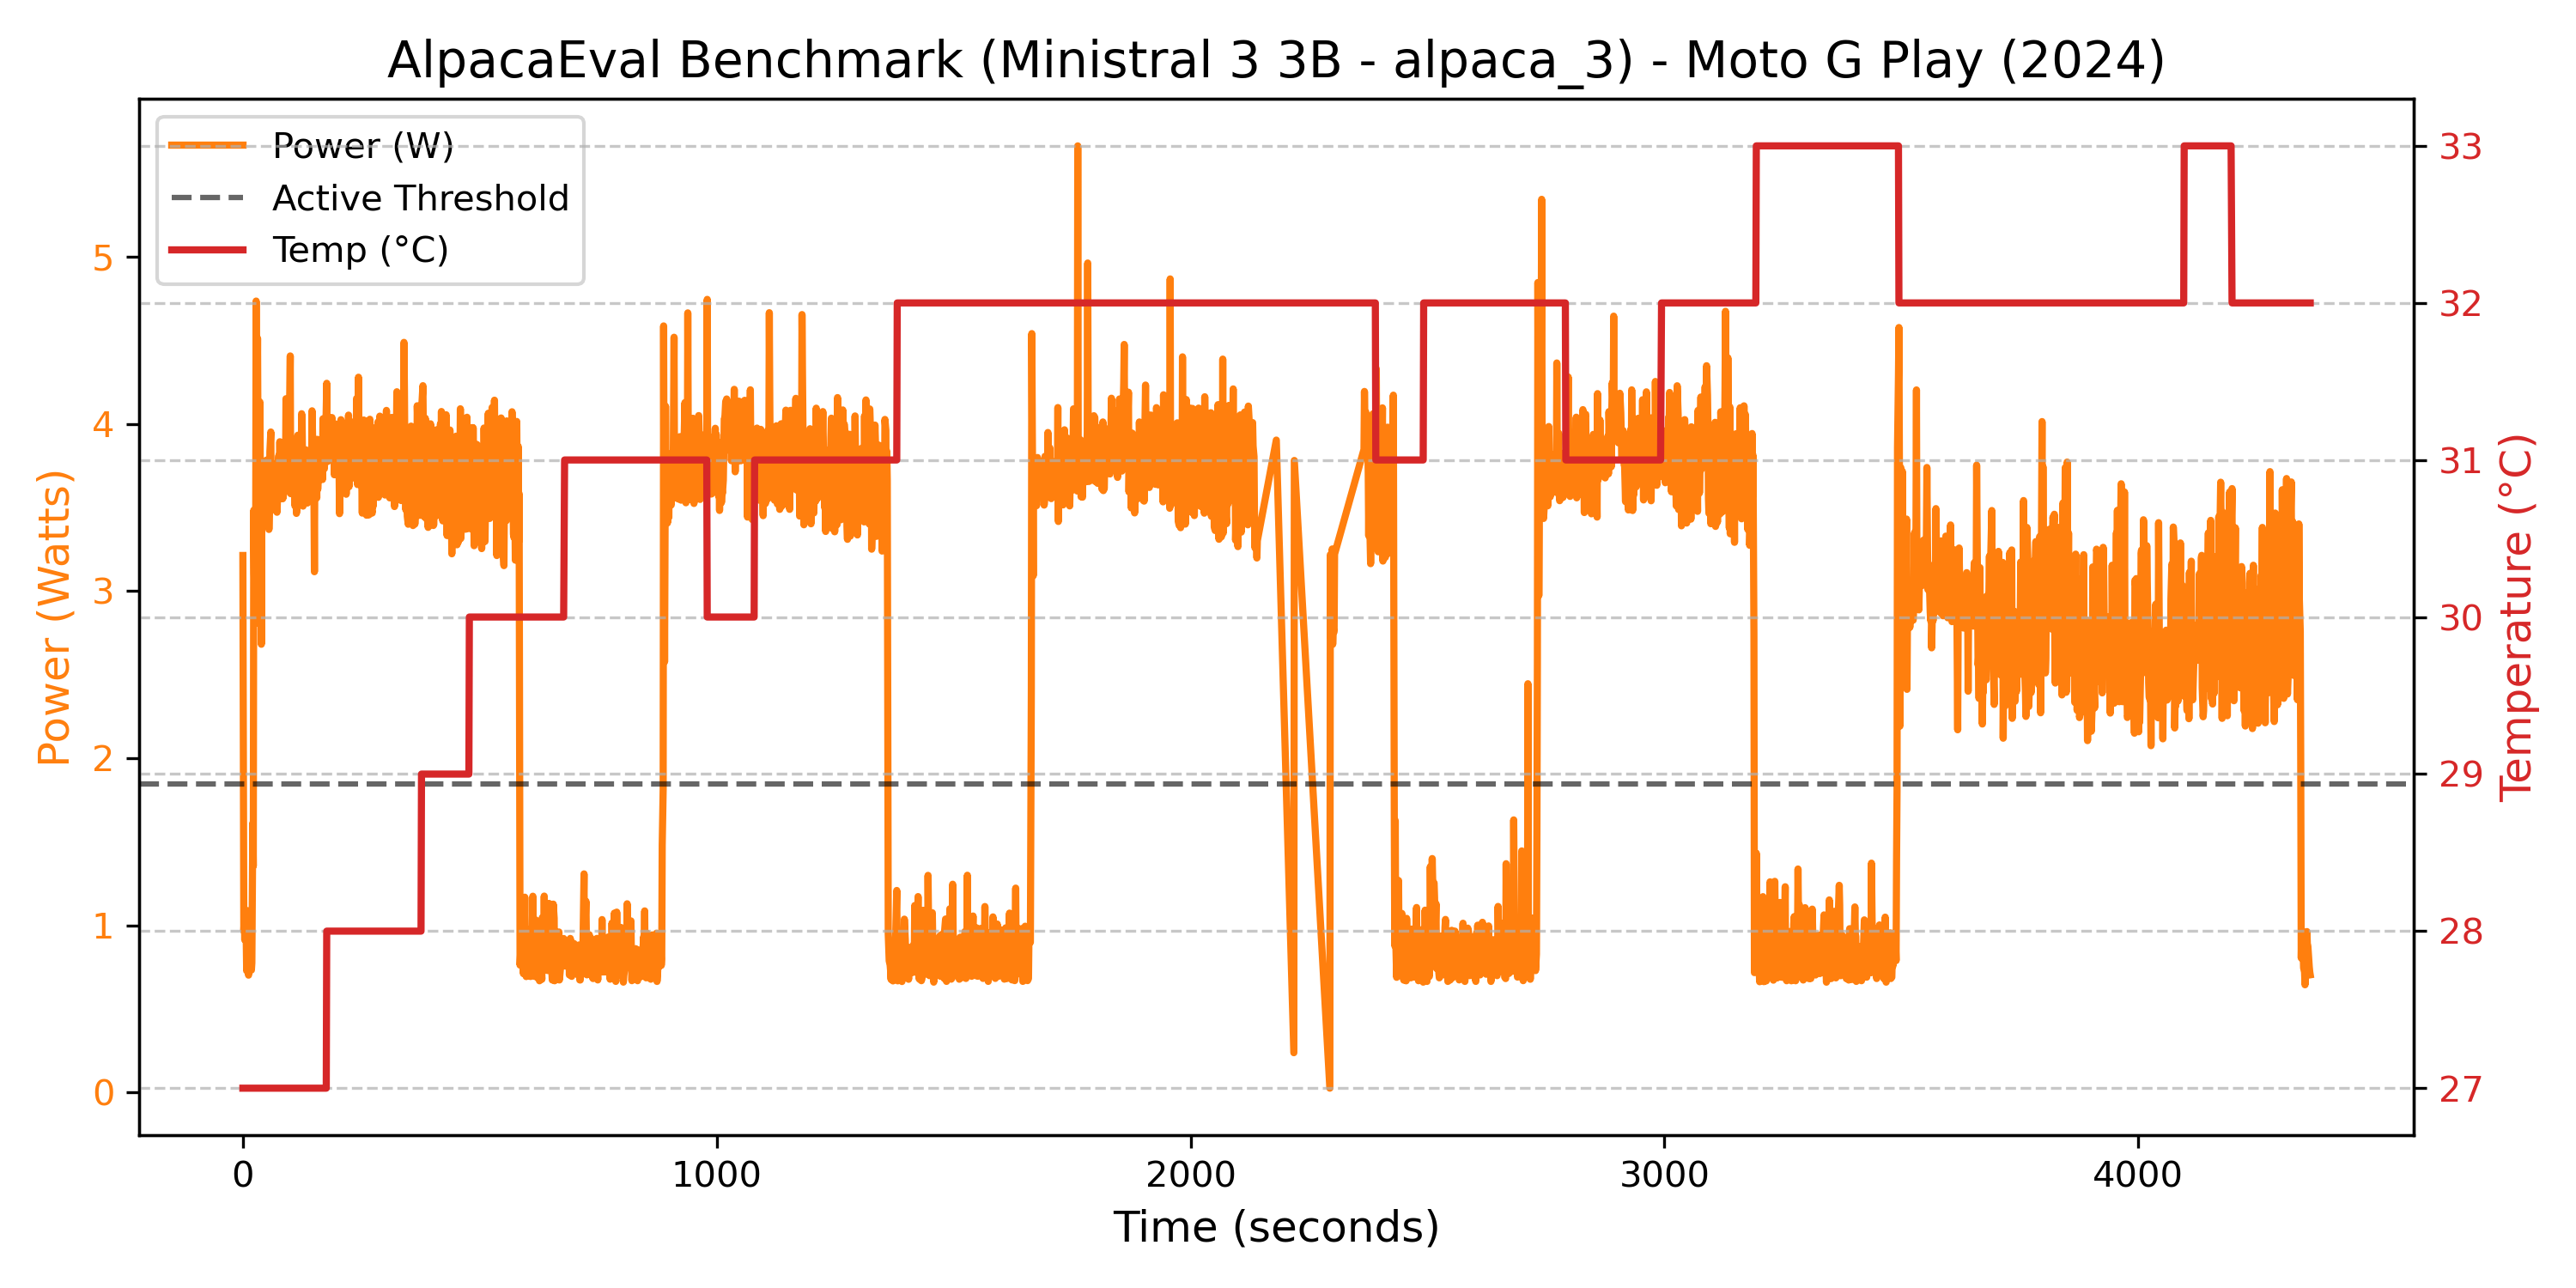 AlpacaEval Benchmark (Ministral 3 3B - alpaca_3) - Moto G Play (2024)
Power (W)
Active Threshold
Temp (°C)
Power (Watts)
5
4
3
2
1
0
33
32
31
30
29
28
27
Temperature (°C)
0 1000 2000 3000 4000
Time (seconds)